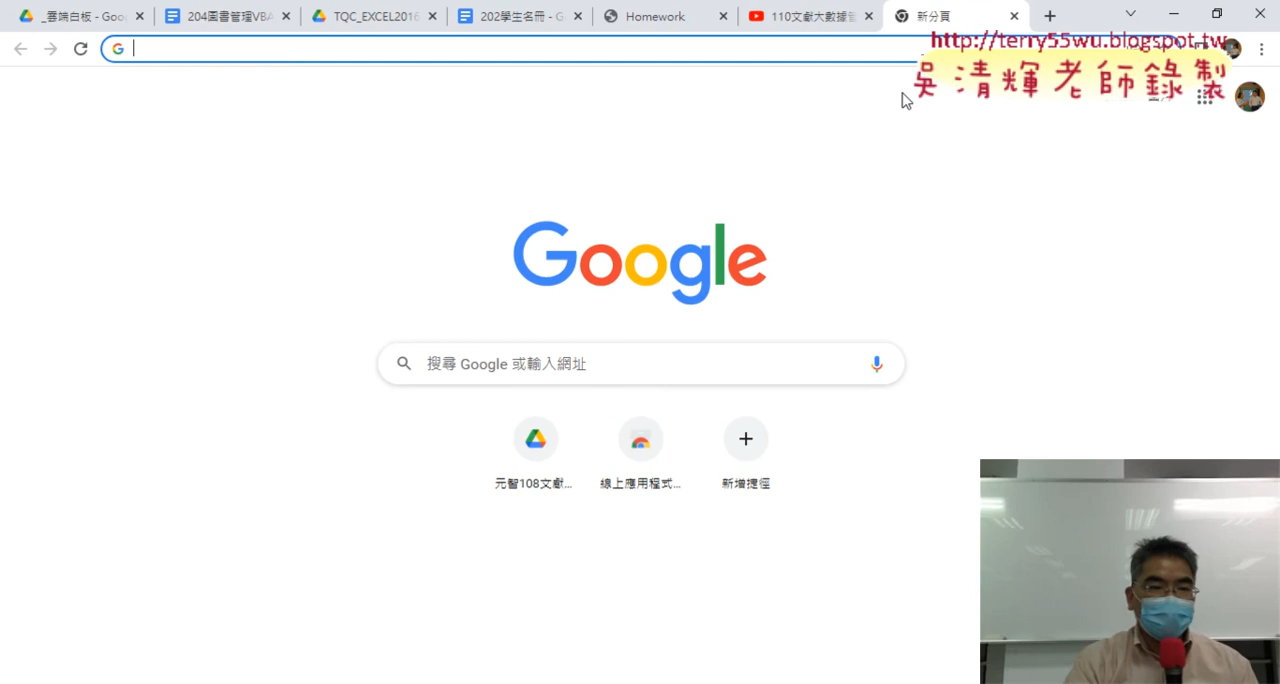 _雲端白板 - Goo
204圖書管理VBA
TQC_EXCEL2016
202學生名冊 - G
Homework
110文獻大數據管
新分頁
http://terry55wu.blogspot.tw
吳清輝老師錄製
Google
搜尋 Google 或輸入網址
元智108文獻...
線上應用程式...
新增捷徑